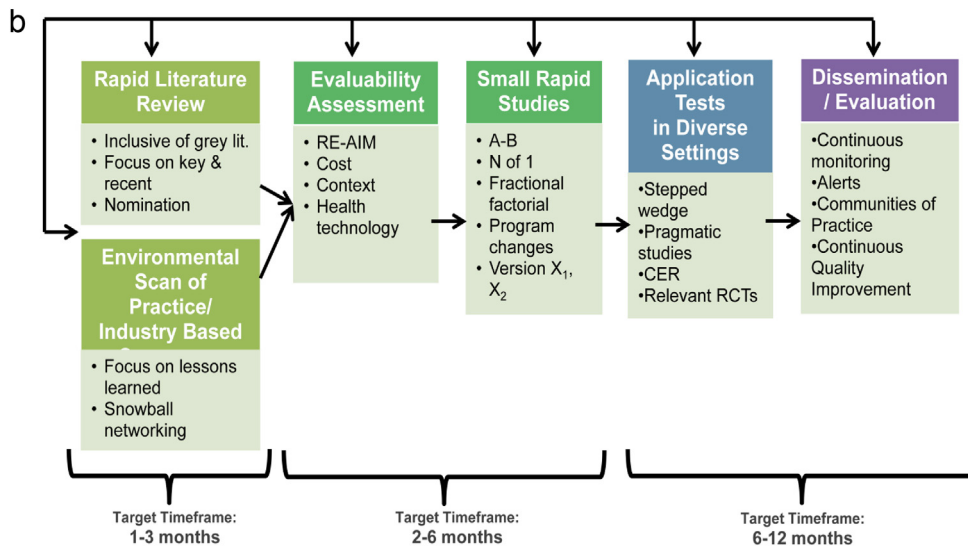 b
Rapid Literature
Review
• Inclusive of grey lit.
• Focus on key &
recent
• Nomination
Environmental
Scan of
Practice/
Industry Based
• Focus on lessons
learned
• Snowball
networking
Evaluability
Assessment
• RE-AIM
• Cost
• Context
• Health
technology
Small Rapid
Studies
• A-B
• N of 1
• Fractional
factorial
• Program
changes
• Version X₁,
X₂
Application
Tests
in Diverse
Settings
•Stepped
wedge
•Pragmatic
studies
•CER
•Relevant RCTs
Dissemination
/ Evaluation
•Continuous
monitoring
•Alerts
•Communities of
Practice
•Continuous
Quality
Improvement
Target Timeframe:
1-3 months
Target Timeframe:
2-6 months
Target Timeframe:
6-12 months